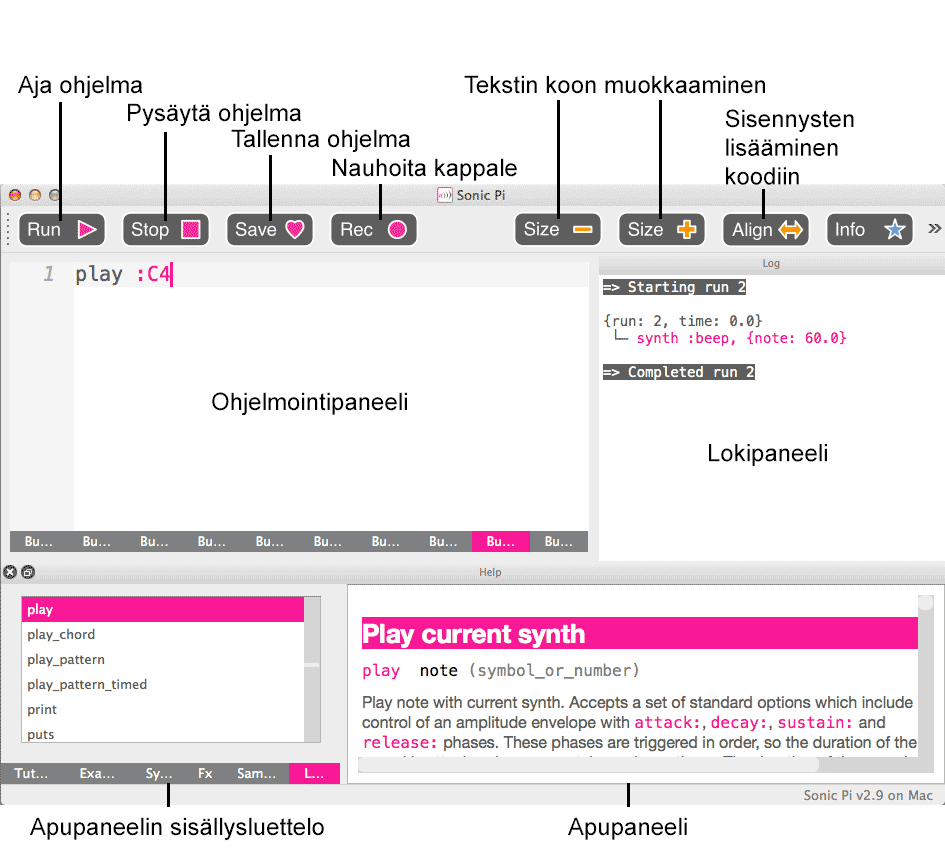 Aja ohjelma
Tekstin koon muokkaaminen
Pysäytä ohjelma
Tallenna ohjelma
Nauhoita kappale
Sisennysten
lisääminen
koodiin
Sonic Pi
Run Stop Save Rec Size Size Align Info »
Log
1 play :C4
=> Starting run 2
{run: 2, time: 0.0}
└─ synth :beep, {note: 60.0}
=> Completed run 2
Ohjelmointipaneeli
Lokipaneeli
Bu... Bu... Bu... Bu... Bu... Bu... Bu... Bu... Bu... Bu...
Help
play
play_chord
play_pattern
play_pattern_timed
print
puts
Tut... Exa... Sy... Fx Sam... L...
Play current synth
play note (symbol_or_number)
Play note with current synth. Accepts a set of standard options which include
control of an amplitude envelope with attack:, decay:, sustain: and
release: phases. These phases are triggered in order, so the duration of the
Sonic Pi v2.9 on Mac
Apupaneelin sisällysluettelo
Apupaneeli